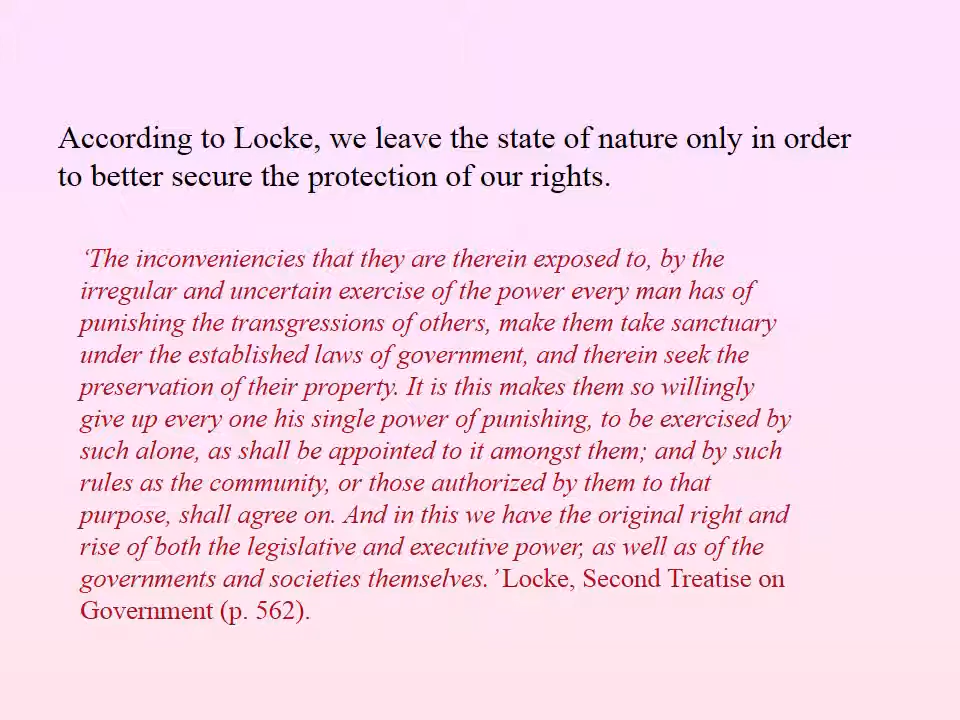 According to Locke, we leave the state of nature only in order
to better secure the protection of our rights.
‘The inconveniencies that they are therein exposed to, by the
irregular and uncertain exercise of the power every man has of
punishing the transgressions of others, make them take sanctuary
under the established laws of government, and therein seek the
preservation of their property. It is this makes them so willingly
give up every one his single power of punishing, to be exercised by
such alone, as shall be appointed to it amongst them; and by such
rules as the community, or those authorized by them to that
purpose, shall agree on. And in this we have the original right and
rise of both the legislative and executive power, as well as of the
governments and societies themselves.’ Locke, Second Treatise on
Government (p. 562).